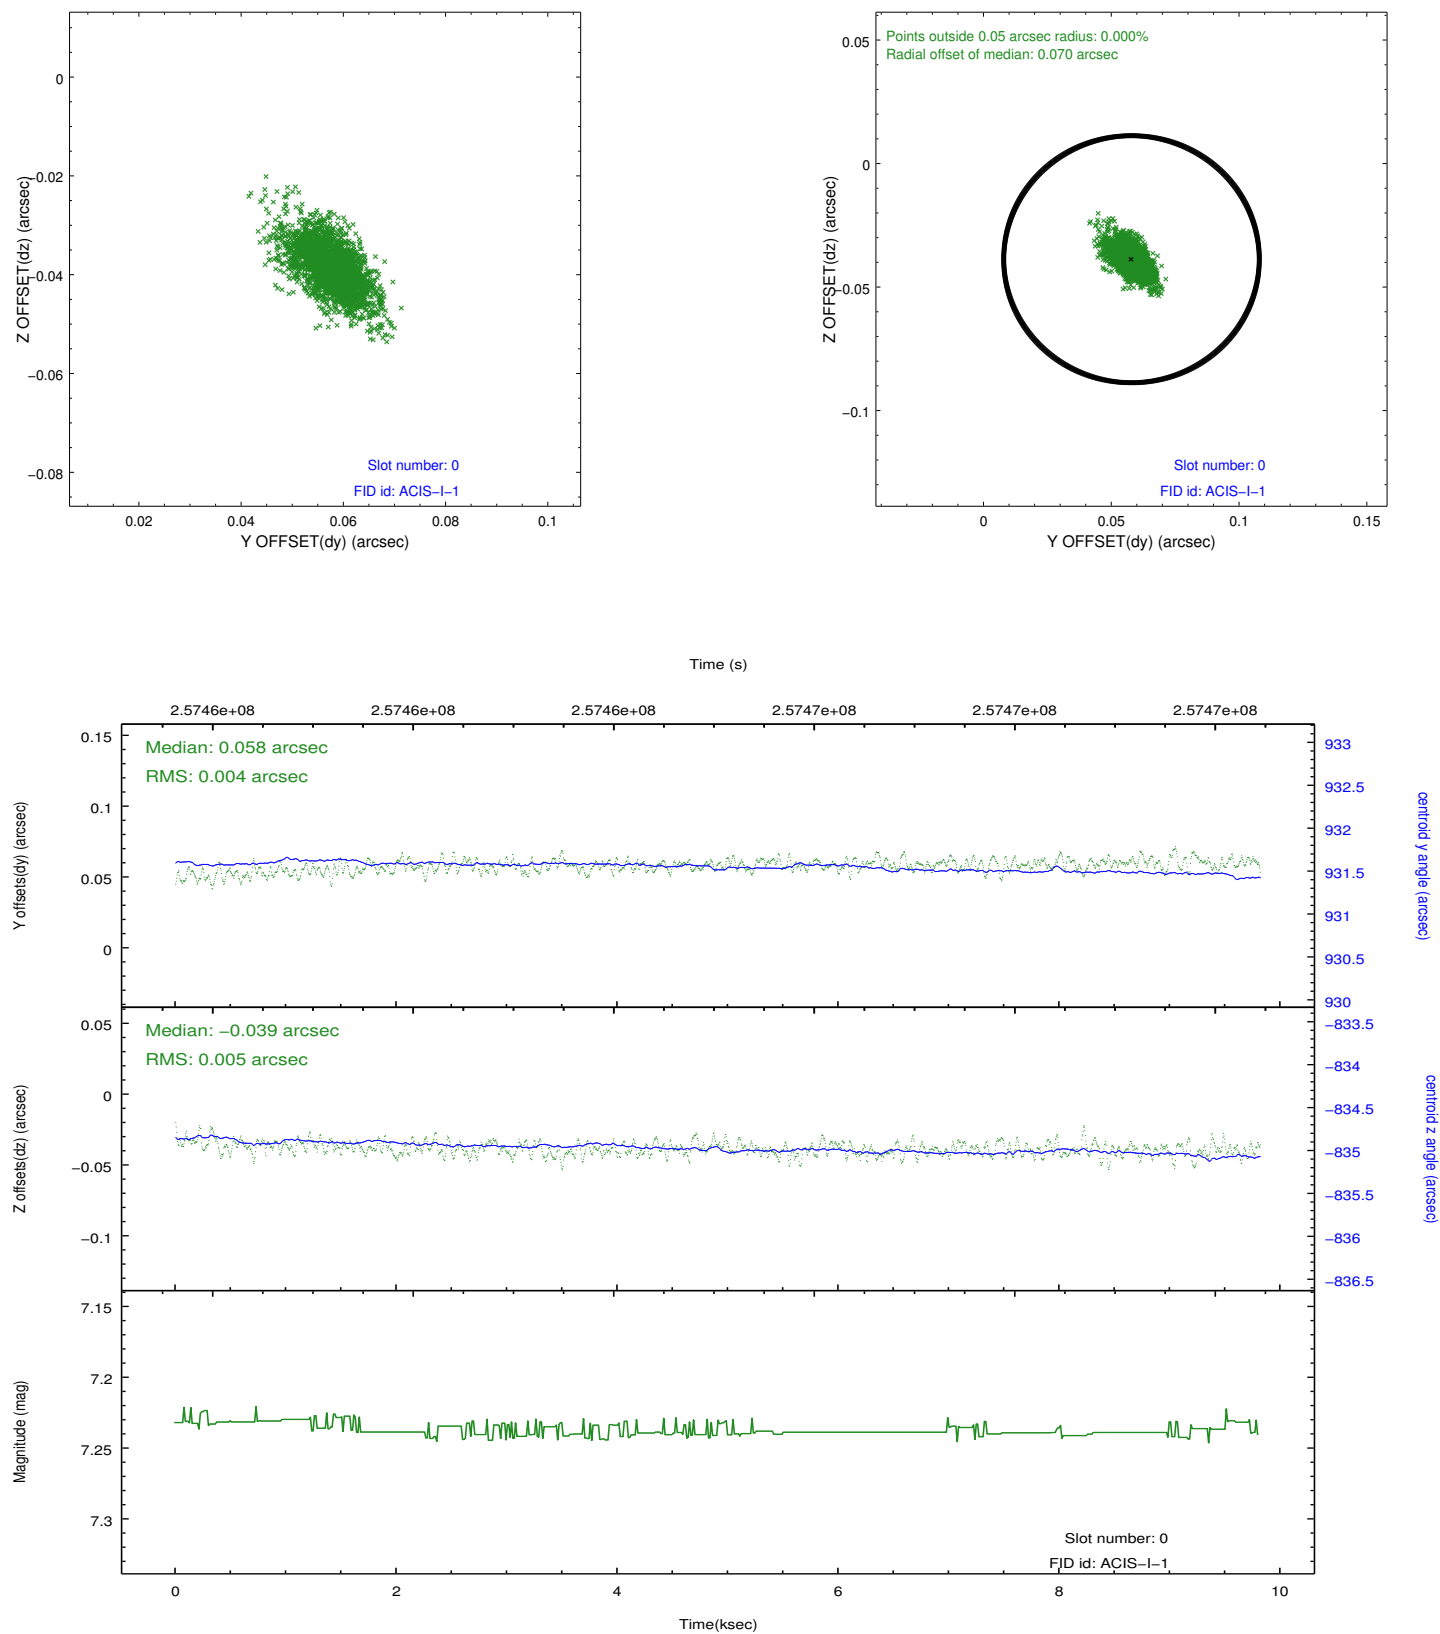 0
−0.02
−0.04
−0.06
−0.08
Z OFFSET(dz) (arcsec)
Slot number: 0
FID id: ACIS−I−1
0.02 0.04 0.06 0.08 0.1
Y OFFSET(dy) (arcsec)
Points outside 0.05 arcsec radius: 0.000%
Radial offset of median: 0.070 arcsec
0.05
0
−0.05
−0.1
Z OFFSET(dz) (arcsec)
Slot number: 0
FID id: ACIS−I−1
0 0.05 0.1 0.15
Y OFFSET(dy) (arcsec)
Time (s)
2.5746e+08 2.5746e+08 2.5746e+08 2.5747e+08 2.5747e+08 2.5747e+08
Median: 0.058 arcsec
RMS: 0.004 arcsec
0.15
0.1
0.05
0
Y offsets(dy) (arcsec)
933
932.5
932
931.5
931
930.5
930
centroid y angle (arcsec)
Median: −0.039 arcsec
RMS: 0.005 arcsec
0.05
0
−0.05
−0.1
Z offsets(dz) (arcsec)
−833.5
−834
−834.5
−835
−835.5
−836
−836.5
centroid z angle (arcsec)
7.15
7.2
7.25
7.3
Magnitude (mag)
Slot number: 0
FID id: ACIS−I−1
0 2 4 6 8 10
Time(ksec)